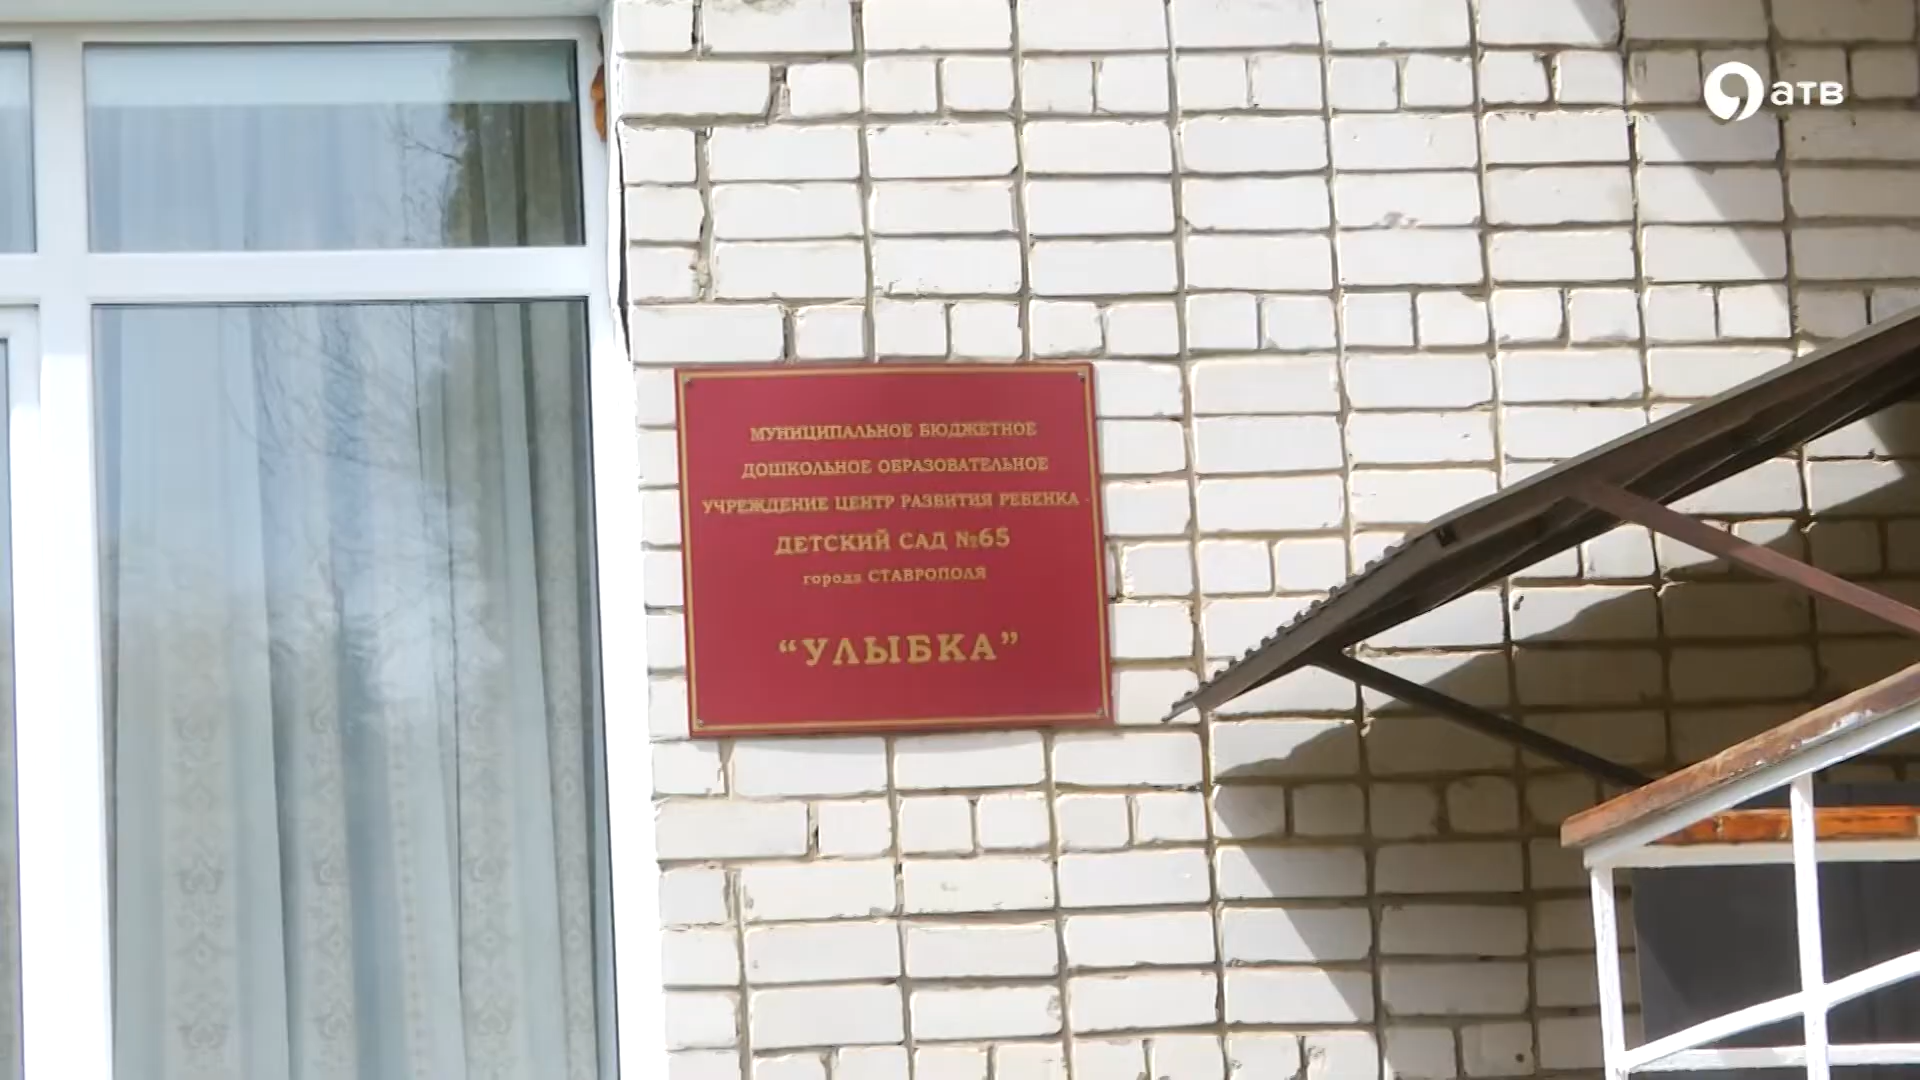 атв
МУНИЦИПАЛЬНОЕ БЮДЖЕТНОЕ
ДОШКОЛЬНОЕ ОБРАЗОВАТЕЛЬНОЕ
УЧРЕЖДЕНИЕ ЦЕНТР РАЗВИТИЯ РЕБЕНКА -
ДЕТСКИЙ САД №65
города СТАВРОПОЛЯ
“УЛЫБКА”